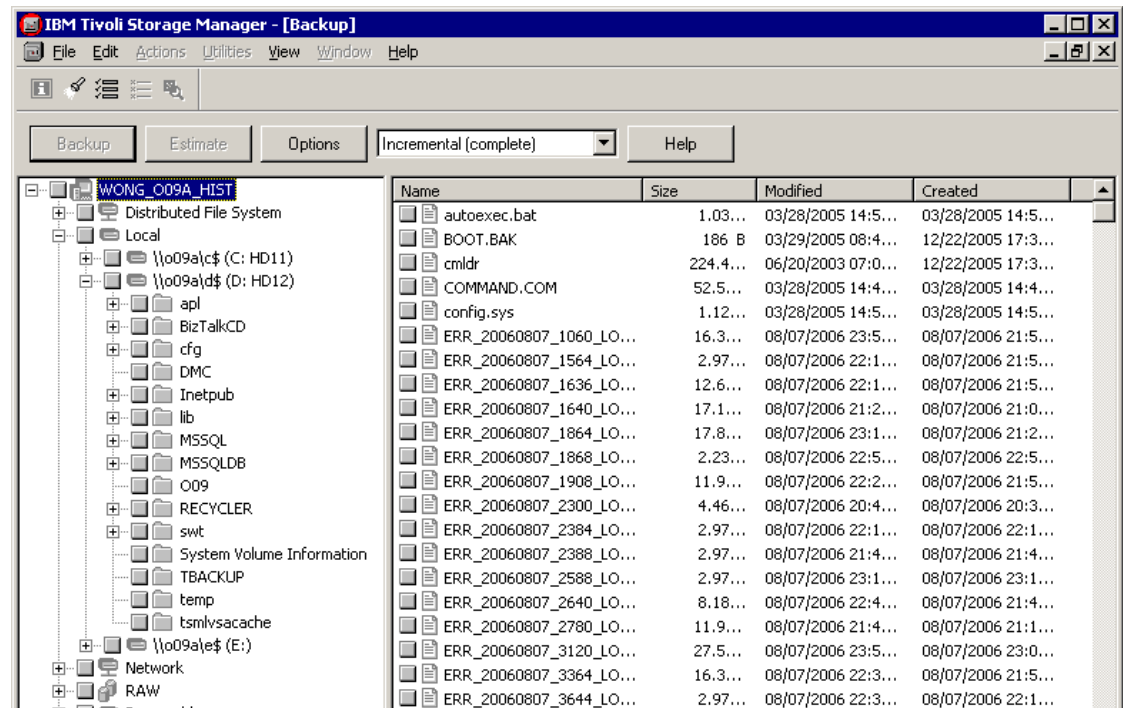 IBM Tivoli Storage Manager - [Backup]
File Edit Actions Utilities View Window Help
Backup Estimate Options Incremental (complete) Help
WONG_O09A_HIST
Distributed File System
Local
\\o09a\c$ (C: HD11)
\\o09a\d$ (D: HD12)
apl
BizTalkCD
cfg
DMC
Inetpub
lib
MSSQL
MSSQLDB
O09
RECYCLER
swt
System Volume Information
TBACKUP
temp
tsmlvsacache
\\o09a\e$ (E:)
Network
RAW
Name Size Modified Created
autoexec.bat 1.03... 03/28/2005 14:5... 03/28/2005 14:5...
BOOT.BAK 186 B 03/29/2005 08:4... 12/22/2005 17:3...
cmldr 224.4... 06/20/2003 07:0... 12/22/2005 17:3...
COMMAND.COM 52.5... 03/28/2005 14:4... 03/28/2005 14:4...
config.sys 1.12... 03/28/2005 14:5... 03/28/2005 14:5...
ERR_20060807_1060_LO... 16.3... 08/07/2006 23:5... 08/07/2006 21:5...
ERR_20060807_1564_LO... 2.97... 08/07/2006 22:1... 08/07/2006 21:5...
ERR_20060807_1636_LO... 12.6... 08/07/2006 22:1... 08/07/2006 21:5...
ERR_20060807_1640_LO... 17.1... 08/07/2006 21:2... 08/07/2006 21:0...
ERR_20060807_1864_LO... 17.8... 08/07/2006 23:1... 08/07/2006 21:2...
ERR_20060807_1868_LO... 2.23... 08/07/2006 22:5... 08/07/2006 22:5...
ERR_20060807_1908_LO... 11.9... 08/07/2006 22:2... 08/07/2006 21:5...
ERR_20060807_2300_LO... 4.46... 08/07/2006 20:4... 08/07/2006 20:3...
ERR_20060807_2384_LO... 2.97... 08/07/2006 22:1... 08/07/2006 22:1...
ERR_20060807_2388_LO... 2.97... 08/07/2006 21:4... 08/07/2006 21:4...
ERR_20060807_2588_LO... 2.97... 08/07/2006 23:1... 08/07/2006 23:1...
ERR_20060807_2640_LO... 8.18... 08/07/2006 22:4... 08/07/2006 21:4...
ERR_20060807_2780_LO... 11.9... 08/07/2006 21:4... 08/07/2006 21:1...
ERR_20060807_3120_LO... 27.5... 08/07/2006 23:5... 08/07/2006 23:0...
ERR_20060807_3364_LO... 16.3... 08/07/2006 22:3... 08/07/2006 21:5...
ERR_20060807_3644_LO... 2.97... 08/07/2006 22:3... 08/07/2006 22:1...